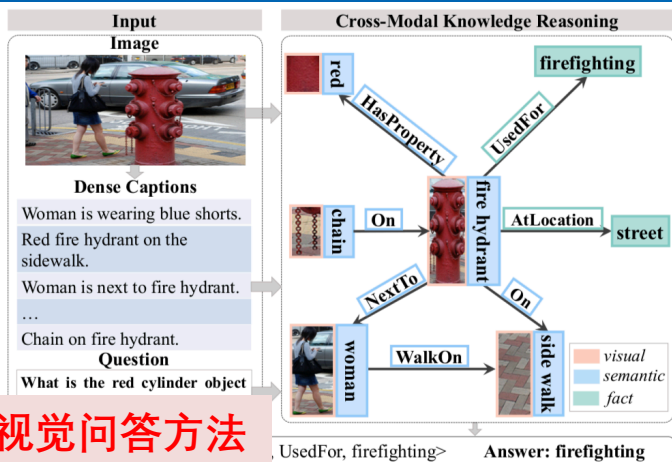 Input
Image
Dense Captions
Woman is wearing blue shorts.
Red fire hydrant on the
sidewalk.
Woman is next to fire hydrant.
...
Chain on fire hydrant.
Question
What is the red cylinder object
视觉问答方法
Cross-Modal Knowledge Reasoning
red
HasProperty
firefighting
UsedFor
chain
On
fire hydrant
AtLocation
street
NextTo
On
woman
WalkOn
side walk
visual
semantic
fact
, UsedFor, firefighting>
Answer: firefighting